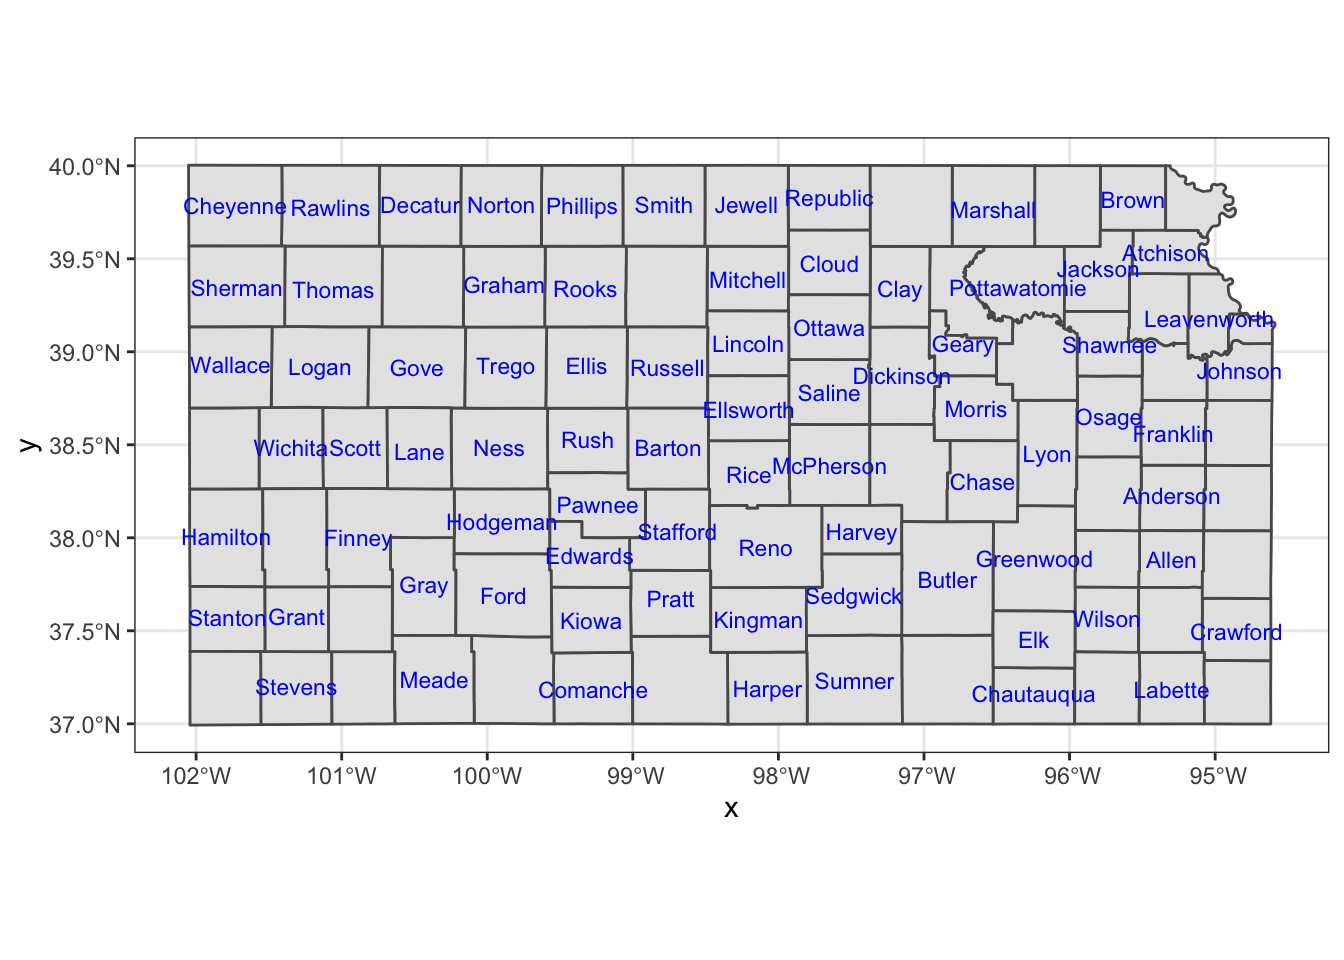 40.0°N
39.5°N
39.0°N
38.5°N
38.0°N
37.5°N
37.0°N
y
Cheyenne Rawlins Decatur Norton Phillips Smith Jewell Republic Marshall Brown
Sherman Thomas Graham Rooks Mitchell Cloud Clay Pottawatomie Jackson Atchison
Leavenworth
Wallace Logan Gove Trego Ellis Russell Lincoln Ottawa Geary Shawnee
Ellsworth Saline Dickinson Morris Johnson
Wichita Scott Lane Ness Rush Barton Rice McPherson Chase Lyon Osage Franklin
Hamilton Finney Hodgeman Pawnee Stafford Reno Harvey Anderson
Gray Ford Edwards Pratt Sedgwick Butler Greenwood Allen
Stanton Grant Kiowa Kingman Elk Wilson Crawford
Stevens Meade Comanche Harper Sumner Chautauqua Labette
102°W 101°W 100°W 99°W 98°W 97°W 96°W 95°W
x